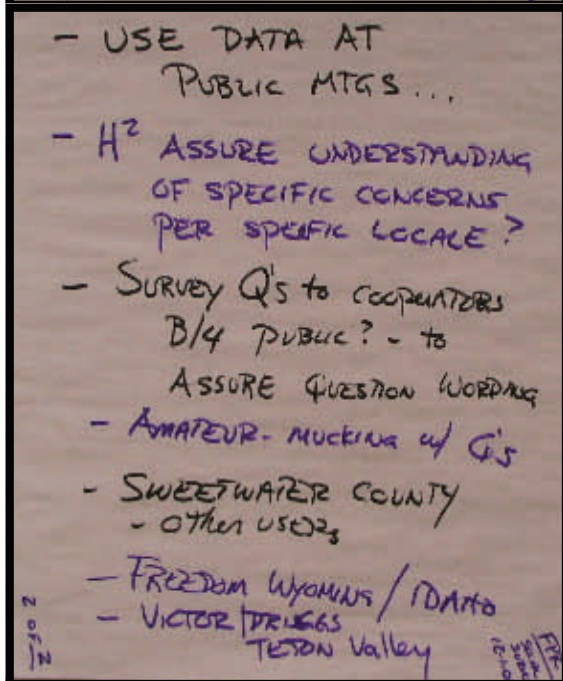 - USE DATA AT
PUBLIC MTGS...
- H² ASSURE UNDERSTANDING
OF SPECIFIC CONCERNS
PER SPEIFIC LOCALE?
- SURVEY Q's to COOPERATORS
B/4 PUBLIC? - to
ASSURE QUESTION WORDING
- AMATEUR - MUCKING w/ Q's
- SWEETWATER COUNTY
- other users
- FREEDOM WYOMING / IDAHO
- VICTOR/DRIGGS
TETON Valley
2 of 2